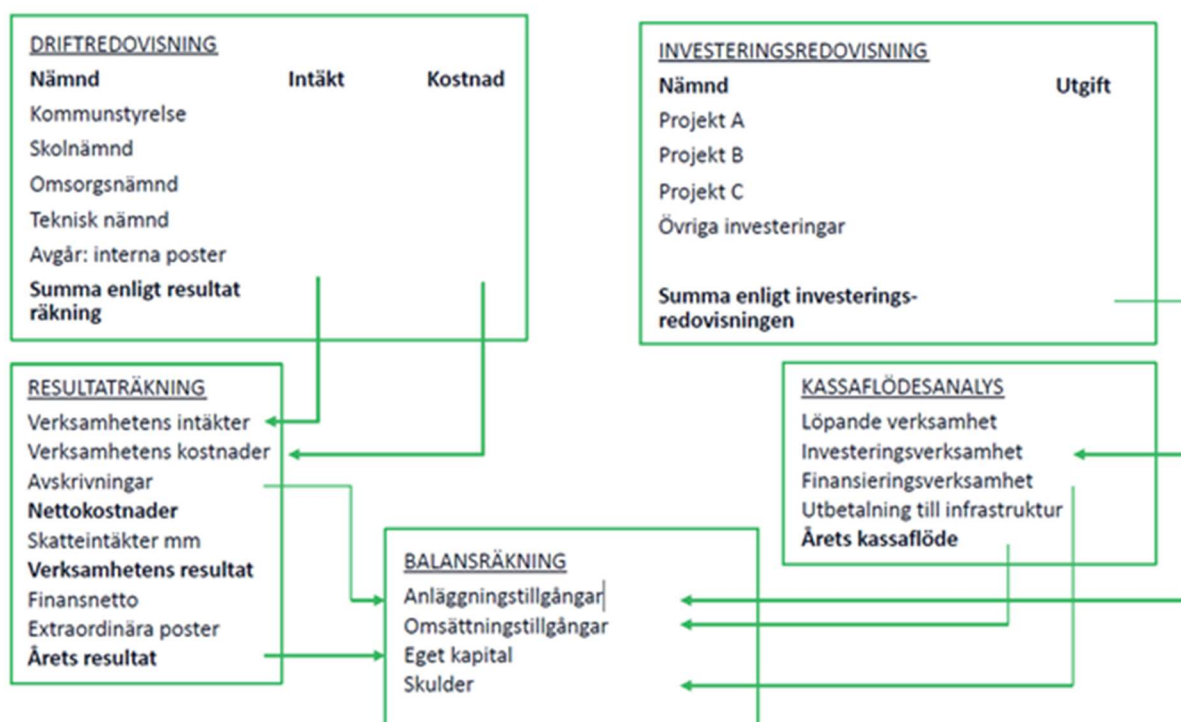 DRIFTREDOVISNING
Nämnd Intäkt Kostnad
Kommunstyrelse
Skolnämnd
Omsorgsnämnd
Teknisk nämnd
Avgår: interna poster
Summa enligt resultat
räkning
INVESTERINGSREDOVISNING
Nämnd Utgift
Projekt A
Projekt B
Projekt C
Övriga investeringar
Summa enligt investerings-
redovisningen
RESULTATRÄKNING
Verksamhetens intäkter
Verksamhetens kostnader
Avskrivningar
Nettokostnader
Skatteintäkter mm
Verksamhetens resultat
Finansnetto
Extraordinära poster
Årets resultat
BALANSRÄKNING
Anläggningstillgångar
Omsättningstillgångar
Eget kapital
Skulder
KASSAFLÖDESANALYS
Löpande verksamhet
Investeringsverksamhet
Finansieringsverksamhet
Utbetalning till infrastruktur
Årets kassaflöde